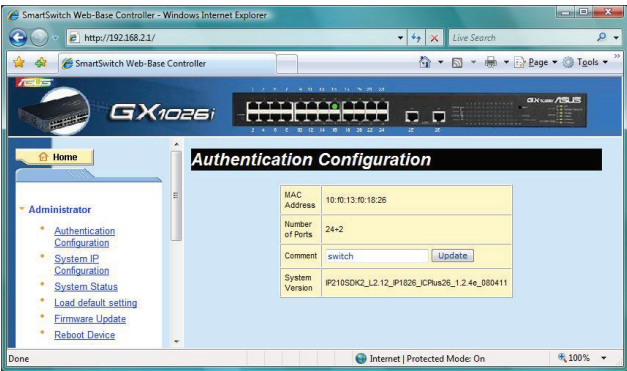 SmartSwitch Web-Base Controller - Windows Internet Explorer
http://192.168.2.1/
Live Search
SmartSwitch Web-Base Controller
Page
Tools
ASUS
GX1026i
GX1026i ASUS
Home
Authentication Configuration
Administrator
Authentication
Configuration
System IP
Configuration
System Status
Load default setting
Firmware Update
Reboot Device
MAC
Address
10:f0:13:f0:18:26
Number
of Ports
24+2
Comment
switch
Update
System
Version
IP210SDK2_L2.12_IP1826_ICPlus26_1.2.4e_080411
Done
Internet | Protected Mode: On
100%